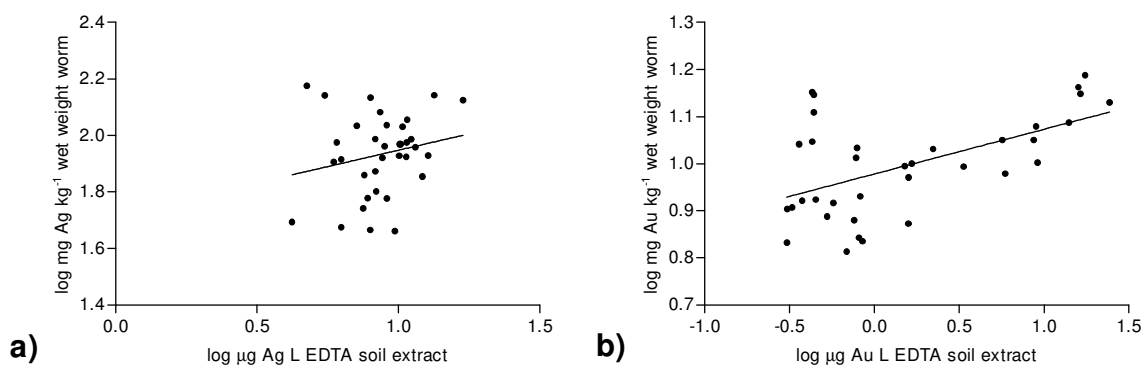 log mg Ag kg⁻¹ wet weight worm
2.4
2.2
2.0
1.8
1.6
1.4
0.0 0.5 1.0 1.5
log μg Ag L EDTA soil extract
a)
log mg Au kg⁻¹ wet weight worm
1.3
1.2
1.1
1.0
0.9
0.8
0.7
-1.0 -0.5 0.0 0.5 1.0 1.5
log μg Au L EDTA soil extract
b)